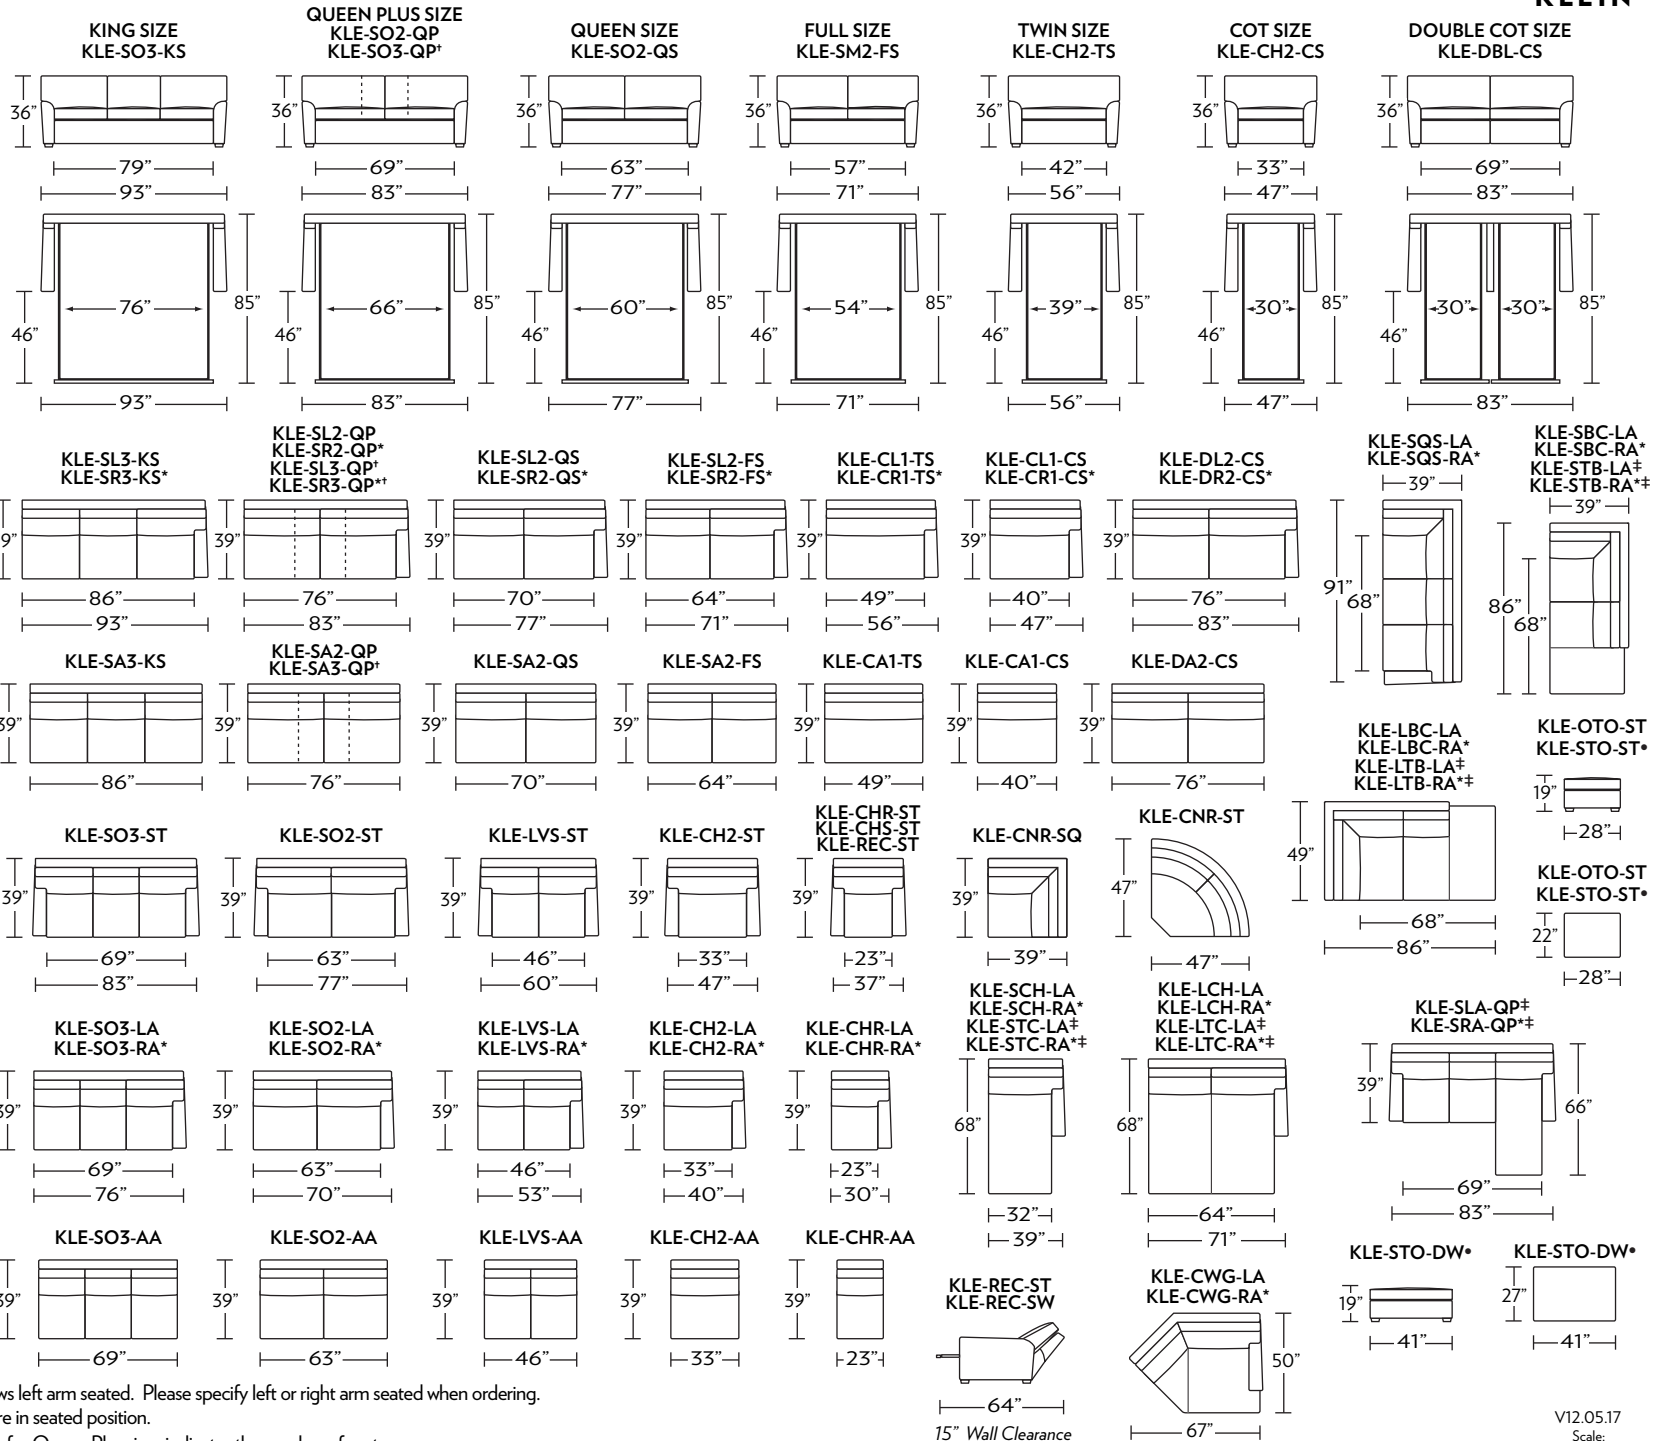 KING SIZE
KLE-SO3-KS
QUEEN PLUS SIZE
KLE-SO2-QP
KLE-SO3-QP†
QUEEN SIZE
KLE-SO2-QS
FULL SIZE
KLE-SM2-FS
TWIN SIZE
KLE-CH2-TS
COT SIZE
KLE-CH2-CS
DOUBLE COT SIZE
KLE-DBL-CS
36” 36” 36” 36” 36” 36” 36”
79” 69” 63” 57” 42” 33” 69”
93” 83” 77” 71” 56” 47” 83”
76” 66” 60” 54” 39” 30” 30” 30”
85” 85” 85” 85” 85” 85” 85”
46” 46” 46” 46” 46” 46” 46”
93” 83” 77” 71” 56” 47” 83”
KLE-SL3-KS
KLE-SR3-KS*
KLE-SL2-QP
KLE-SR2-QP*
KLE-SL3-QP†
KLE-SR3-QP*†
KLE-SL2-QS
KLE-SR2-QS*
KLE-SL2-FS
KLE-SR2-FS*
KLE-CL1-TS
KLE-CR1-TS*
KLE-CL1-CS
KLE-CR1-CS*
KLE-DL2-CS
KLE-DR2-CS*
39” 39” 39” 39” 39” 39”
86” 76” 70” 64” 49” 40” 76”
93” 83” 77” 71” 56” 47” 83”
KLE-SQS-LA
KLE-SQS-RA*
39”
91”
68”
KLE-SBC-LA
KLE-SBC-RA*
KLE-STB-LA‡
KLE-STB-RA*‡
39”
86”
68”
KLE-SA3-KS
KLE-SA2-QP
KLE-SA3-QP†
KLE-SA2-QS
KLE-SA2-FS
KLE-CA1-TS
KLE-CA1-CS
KLE-DA2-CS
39” 39” 39” 39” 39” 39”
86” 76” 70” 64” 49” 40” 76”
KLE-LBC-LA
KLE-LBC-RA*
KLE-LTB-LA‡
KLE-LTB-RA*‡
49”
68”
86”
KLE-OTO-ST
KLE-STO-ST•
19”
28”
KLE-OTO-ST
KLE-STO-ST•
22”
28”
KLE-SO3-ST
KLE-SO2-ST
KLE-LVS-ST
KLE-CH2-ST
KLE-CHR-ST
KLE-CHS-ST
KLE-REC-ST
KLE-CNR-SQ
KLE-CNR-ST
39” 39” 39” 39” 39” 39” 47”
69” 63” 46” 33” 23” 39” 47”
83” 77” 60” 47” 37”
KLE-SO3-LA
KLE-SO3-RA*
KLE-SO2-LA
KLE-SO2-RA*
KLE-LVS-LA
KLE-LVS-RA*
KLE-CH2-LA
KLE-CH2-RA*
KLE-CHR-LA
KLE-CHR-RA*
39” 39” 39” 39”
69” 63” 46” 33” 23”
76” 70” 53” 40” 30”
KLE-SCH-LA
KLE-SCH-RA*
KLE-STC-LA‡
KLE-STC-RA*‡
68”
32”
39”
KLE-LCH-LA
KLE-LCH-RA*
KLE-LTC-LA‡
KLE-LTC-RA*‡
68”
64”
71”
KLE-SLA-QP‡
KLE-SRA-QP*‡
39”
66”
69”
83”
KLE-SO3-AA
KLE-SO2-AA
KLE-LVS-AA
KLE-CH2-AA
KLE-CHR-AA
39” 39” 39” 39”
69” 63” 46” 33” 23”
KLE-REC-ST
KLE-REC-SW
64”
15” Wall Clearance
KLE-CWG-LA
KLE-CWG-RA*
50”
67”
KLE-STO-DW•
19”
41”
KLE-STO-DW•
27”
41”
left arm seated. Please specify left or right arm seated when ordering.
in seated position.
V12.05.17
Scale: